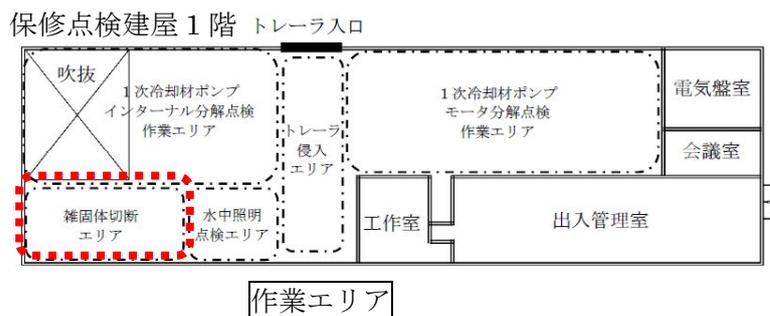 保修点検建屋１階
トレーラ入口
吹抜
１次冷却材ポンプ
インターナル分解点検
作業エリア
トレーラ
侵入
エリア
１次冷却材ポンプ
モータ分解点検
作業エリア
電気盤室
会議室
雑固体切断
エリア
水中照明
点検エリア
工作室
出入管理室
作業エリア